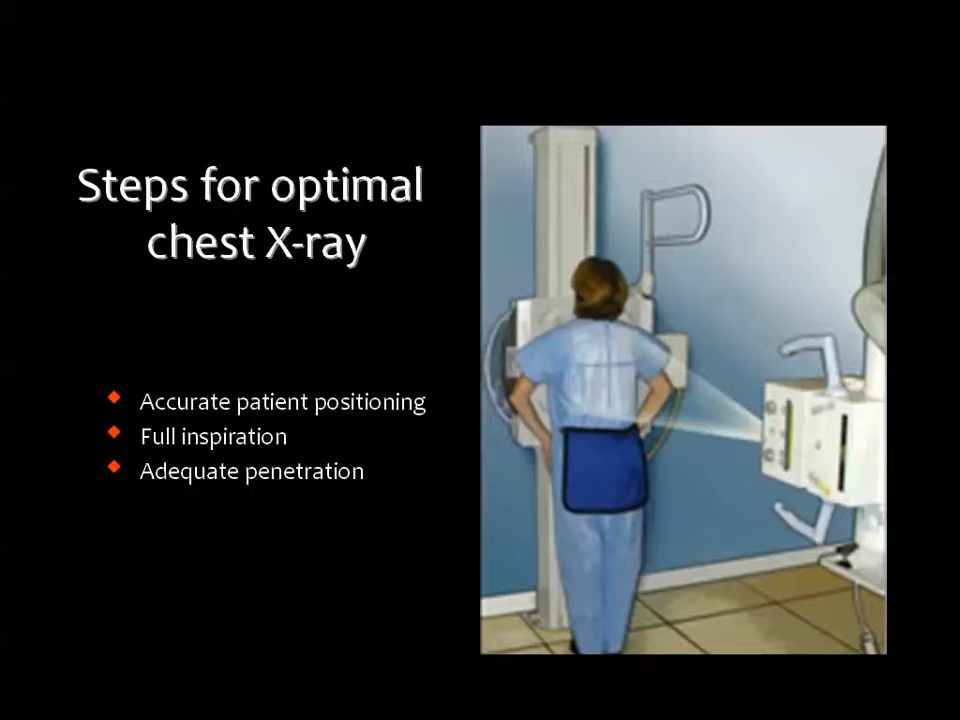 Steps for optimal
chest X-ray
Accurate patient positioning
Full inspiration
Adequate penetration